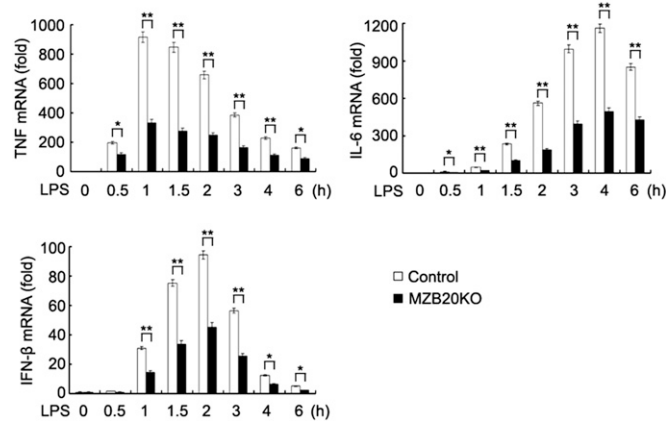 TNF mRNA (fold)
1000
800
600
400
200
0
* ** ** ** ** ** *
LPS 0 0.5 1 1.5 2 3 4 6 (h)
IL-6 mRNA (fold)
1200
900
600
300
0
* ** ** ** ** ** **
LPS 0 0.5 1 1.5 2 3 4 6 (h)
IFN-β mRNA (fold)
100
80
60
40
20
0
** ** ** ** * *
LPS 0 0.5 1 1.5 2 3 4 6 (h)
Control
MZB20KO